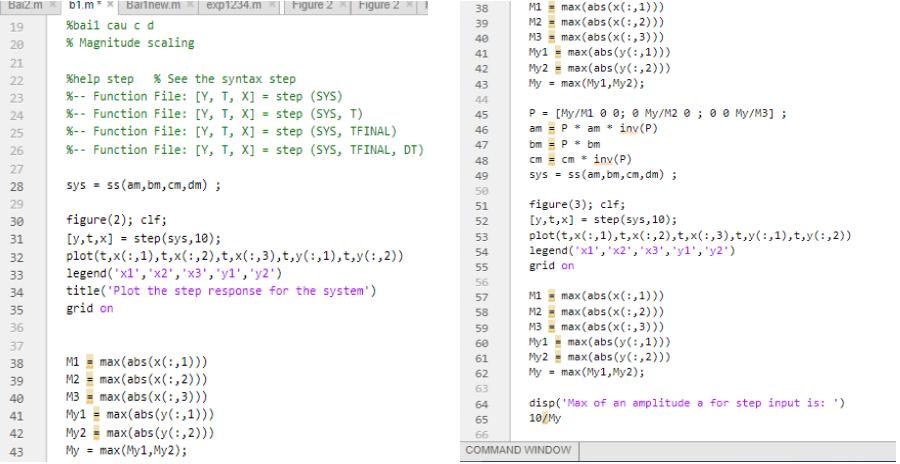 Bai2.m b1.m * Bai1new.m exp1234.m Figure 2 Figure 2
19 %bai1 cau c d
20 % Magnitude scaling
21
22 %help step % See the syntax step
23 %-- Function File: [Y, T, X] = step (SYS)
24 %-- Function File: [Y, T, X] = step (SYS, T)
25 %-- Function File: [Y, T, X] = step (SYS, TFINAL)
26 %-- Function File: [Y, T, X] = step (SYS, TFINAL, DT)
27
28 sys = ss(am,bm,cm,dm) ;
29
30 figure(2); clf;
31 [y,t,x] = step(sys,10);
32 plot(t,x(:,1),t,x(:,2),t,x(:,3),t,y(:,1),t,y(:,2))
33 legend('x1','x2','x3','y1','y2')
34 title('Plot the step response for the system')
35 grid on
36
37
38 M1 = max(abs(x(:,1)))
39 M2 = max(abs(x(:,2)))
40 M3 = max(abs(x(:,3)))
41 My1 = max(abs(y(:,1)))
42 My2 = max(abs(y(:,2)))
43 My = max(My1,My2);
38 M1 = max(abs(x(:,1)))
39 M2 = max(abs(x(:,2)))
40 M3 = max(abs(x(:,3)))
41 My1 = max(abs(y(:,1)))
42 My2 = max(abs(y(:,2)))
43 My = max(My1,My2);
44
45 P = [My/M1 0 0; 0 My/M2 0 ; 0 0 My/M3] ;
46 am = P * am * inv(P)
47 bm = P * bm
48 cm = cm * inv(P)
49 sys = ss(am,bm,cm,dm) ;
50
51 figure(3); clf;
52 [y,t,x] = step(sys,10);
53 plot(t,x(:,1),t,x(:,2),t,x(:,3),t,y(:,1),t,y(:,2))
54 legend('x1','x2','x3','y1','y2')
55 grid on
56
57 M1 = max(abs(x(:,1)))
58 M2 = max(abs(x(:,2)))
59 M3 = max(abs(x(:,3)))
60 My1 = max(abs(y(:,1)))
61 My2 = max(abs(y(:,2)))
62 My = max(My1,My2);
63
64 disp('Max of an amplitude a for step input is: ')
65 10/My
66
COMMAND WINDOW